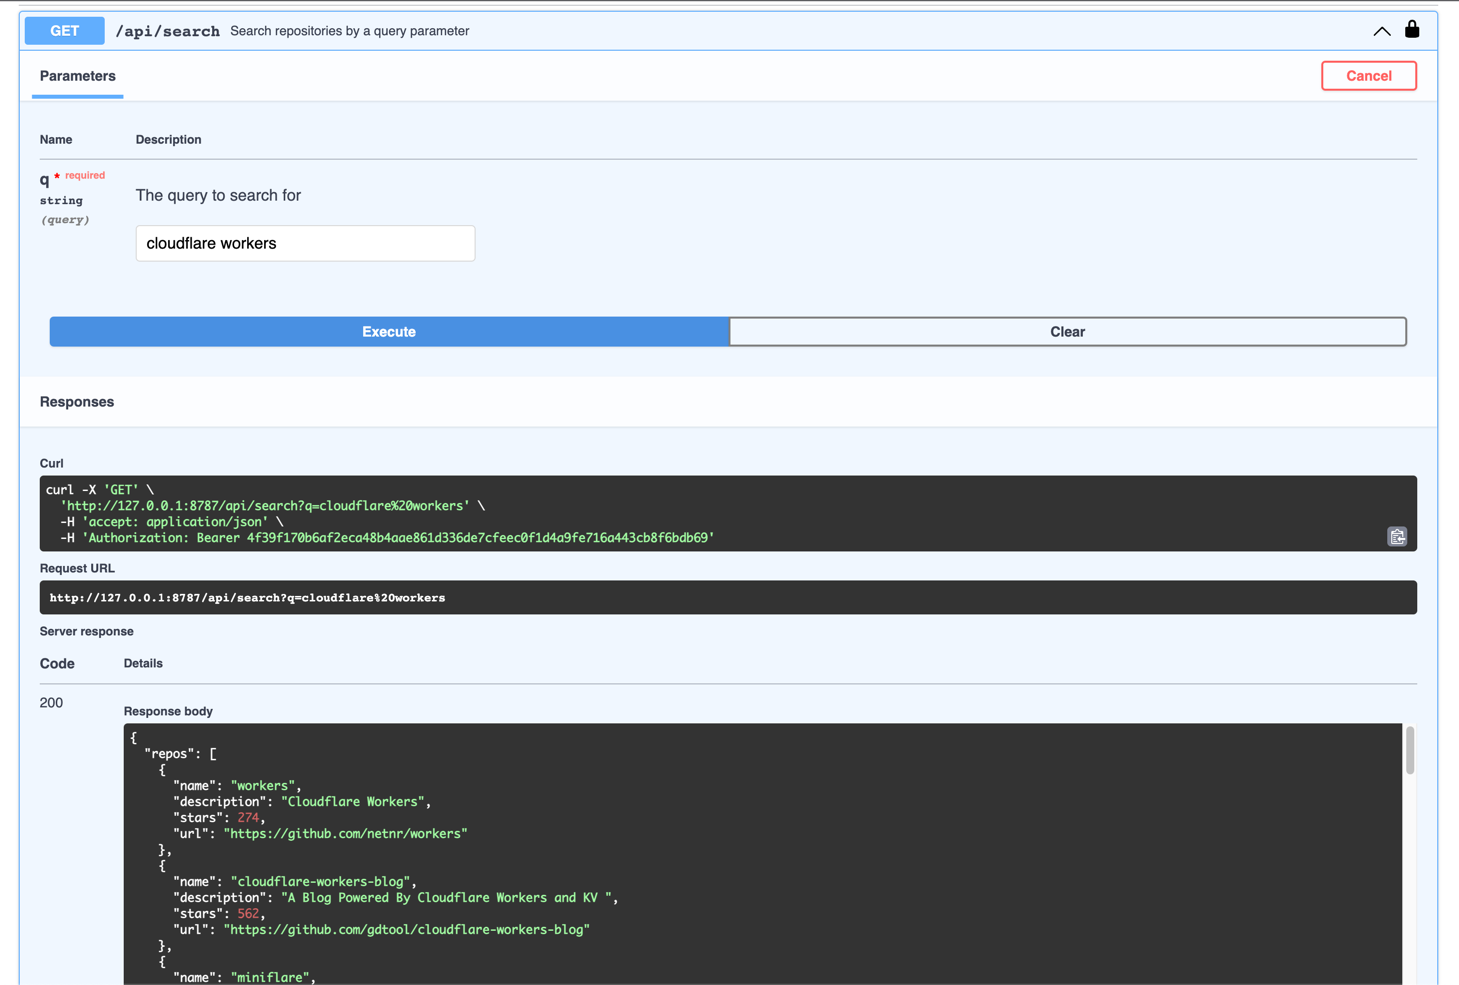 GET /api/search Search repositories by a query parameter
Parameters
Cancel
Name Description
q * required
string
(query)
The query to search for
cloudflare workers
Execute
Clear
Responses
Curl
curl -X 'GET' \
'http://127.0.0.1:8787/api/search?q=cloudflare%20workers' \
-H 'accept: application/json' \
-H 'Authorization: Bearer 4f39f170b6af2eca48b4aae861d336de7cfeec0f1d4a9fe716a443cb8f6bdb69'
Request URL
http://127.0.0.1:8787/api/search?q=cloudflare%20workers
Server response
Code Details
200
Response body
{
"repos": [
{
"name": "workers",
"description": "Cloudflare Workers",
"stars": 274,
"url": "https://github.com/netnr/workers"
},
{
"name": "cloudflare-workers-blog",
"description": "A Blog Powered By Cloudflare Workers and KV ",
"stars": 562,
"url": "https://github.com/gdtool/cloudflare-workers-blog"
},
{
"name": "miniflare",